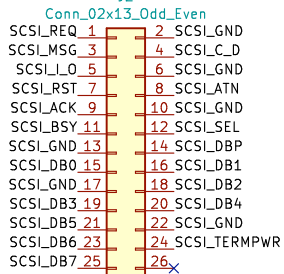 Conn_02x13_Odd_Even
SCSI_REQ 1 2 SCSI_GND
SCSI_MSG 3 4 SCSI_C_D
SCSI_I_O 5 6 SCSI_GND
SCSI_RST 7 8 SCSI_ATN
SCSI_ACK 9 10 SCSI_GND
SCSI_BSY 11 12 SCSI_SEL
SCSI_GND 13 14 SCSI_DBP
SCSI_DB0 15 16 SCSI_DB1
SCSI_GND 17 18 SCSI_DB2
SCSI_DB3 19 20 SCSI_DB4
SCSI_DB5 21 22 SCSI_GND
SCSI_DB6 23 24 SCSI_TERMPWR
SCSI_DB7 25 26